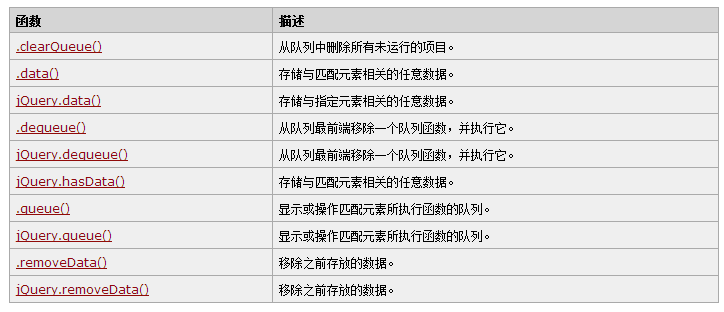 函数 描述
.clearQueue() 从队列中删除所有未运行的项目。
.data() 存储与匹配元素相关的任意数据。
jQuery.data() 存储与指定元素相关的任意数据。
.dequeue() 从队列最前端移除一个队列函数，并执行它。
jQuery.dequeue() 从队列最前端移除一个队列函数，并执行它。
jQuery.hasData() 存储与匹配元素相关的任意数据。
.queue() 显示或操作匹配元素所执行函数的队列。
jQuery.queue() 显示或操作匹配元素所执行函数的队列。
.removeData() 移除之前存放的数据。
jQuery.removeData() 移除之前存放的数据。